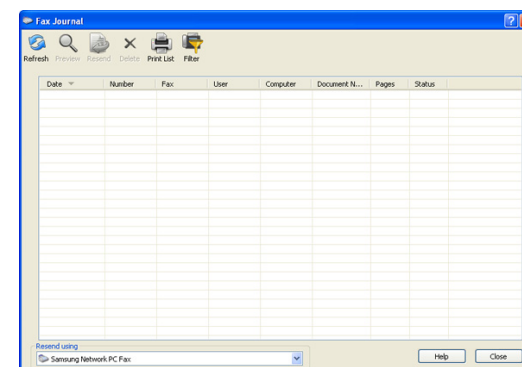 Fax Journal
Refresh Preview Resend Delete Print List Filter
Date Number Fax User Computer Document N... Pages Status
Resend using
Samsung Network PC Fax
Help Close